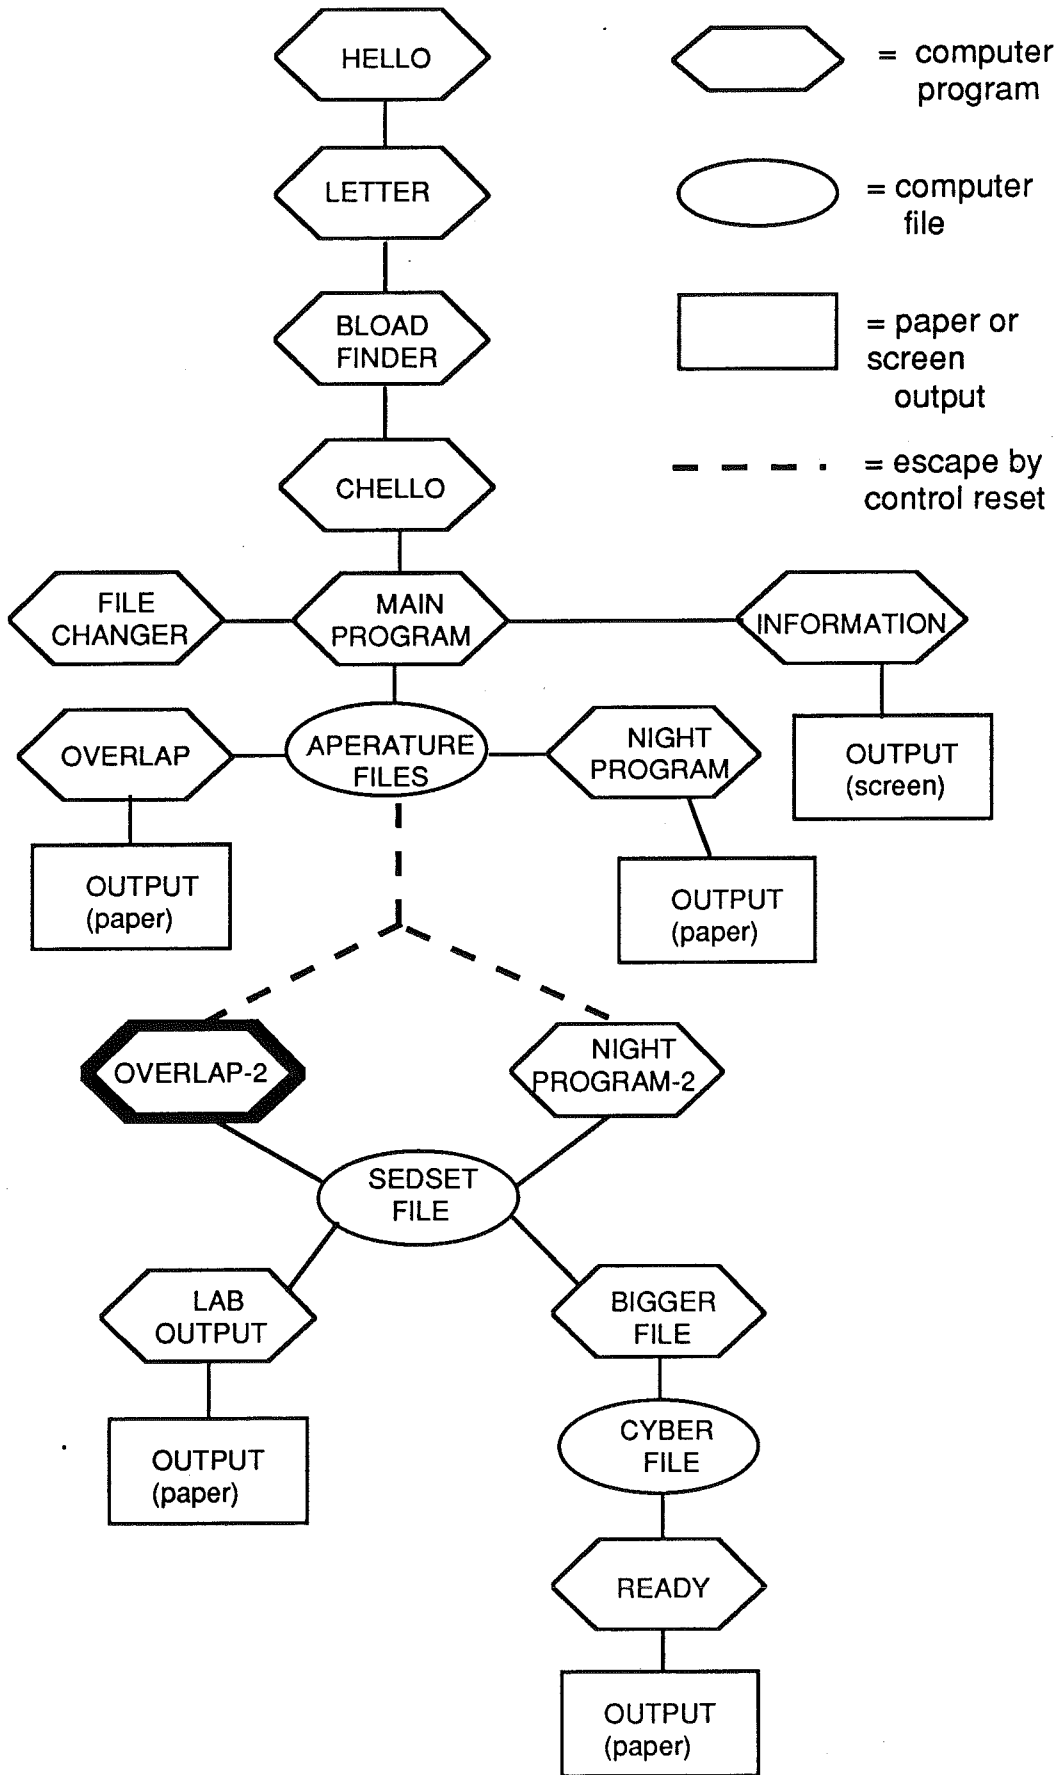 HELLO
LETTER
BLOAD
FINDER
CHELLO
FILE
CHANGER
MAIN
PROGRAM
INFORMATION
OVERLAP
APERATURE
FILES
NIGHT
PROGRAM
OUTPUT
(screen)
OUTPUT
(paper)
OUTPUT
(paper)
OVERLAP-2
NIGHT
PROGRAM-2
SEDSET
FILE
LAB
OUTPUT
BIGGER
FILE
OUTPUT
(paper)
CYBER
FILE
READY
OUTPUT
(paper)
= computer
program
= computer
file
= paper or
screen
output
= escape by
control reset